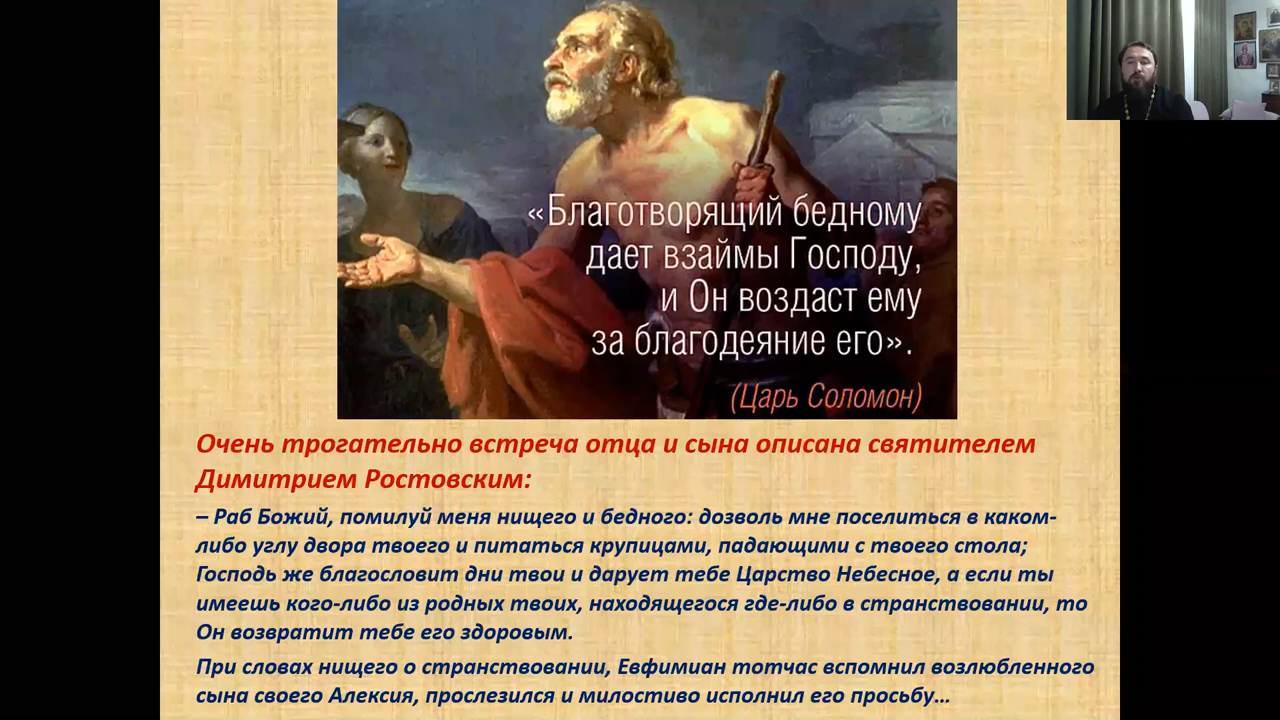 «Благотворящий бедному
дает взаймы Господу,
и Он воздаст ему
за благодеяние его».
(Царь Соломон)
Очень трогательно встреча отца и сына описана святителем
Димитрием Ростовским:
– Раб Божий, помилуй меня нищего и бедного: дозволь мне поселиться в каком-
либо углу двора твоего и питаться крупицами, падающими с твоего стола;
Господь же благословит дни твои и дарует тебе Царство Небесное, а если ты
имеешь кого-либо из родных твоих, находящегося где-либо в странствовании, то
Он возвратит тебе его здоровым.
При словах нищего о странствовании, Евфимиан тотчас вспомнил возлюбленного
сына своего Алексия, прослезился и милостиво исполнил его просьбу…